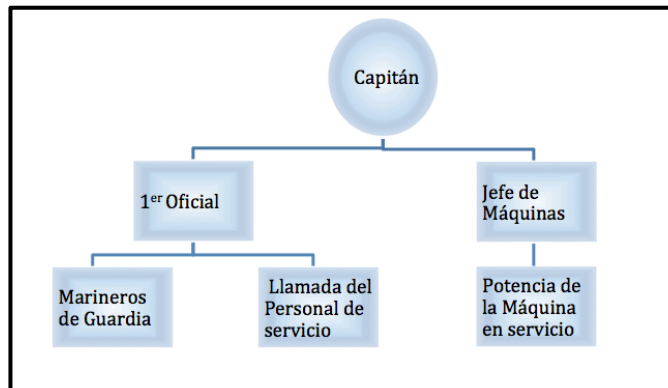 Capitán
1er Oficial
Jefe de
Máquinas
Marineros
de Guardia
Llamada del
Personal de
servicio
Potencia de
la Máquina
en servicio